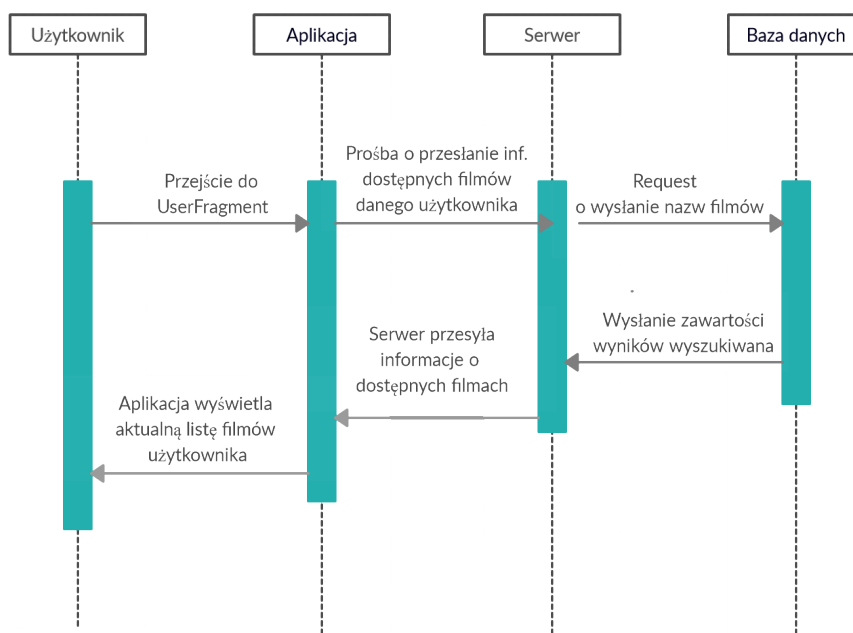 Użytkownik
Aplikacja
Serwer
Baza danych
Przejście do
UserFragment
Prośba o przesłanie inf.
dostępnych filmów
danego użytkownika
Request
o wysłanie nazw filmów
Wysłanie zawartości
wyników wyszukiwana
Serwer przesyła
informacje o
dostępnych filmach
Aplikacja wyświetla
aktualną listę filmów
użytkownika